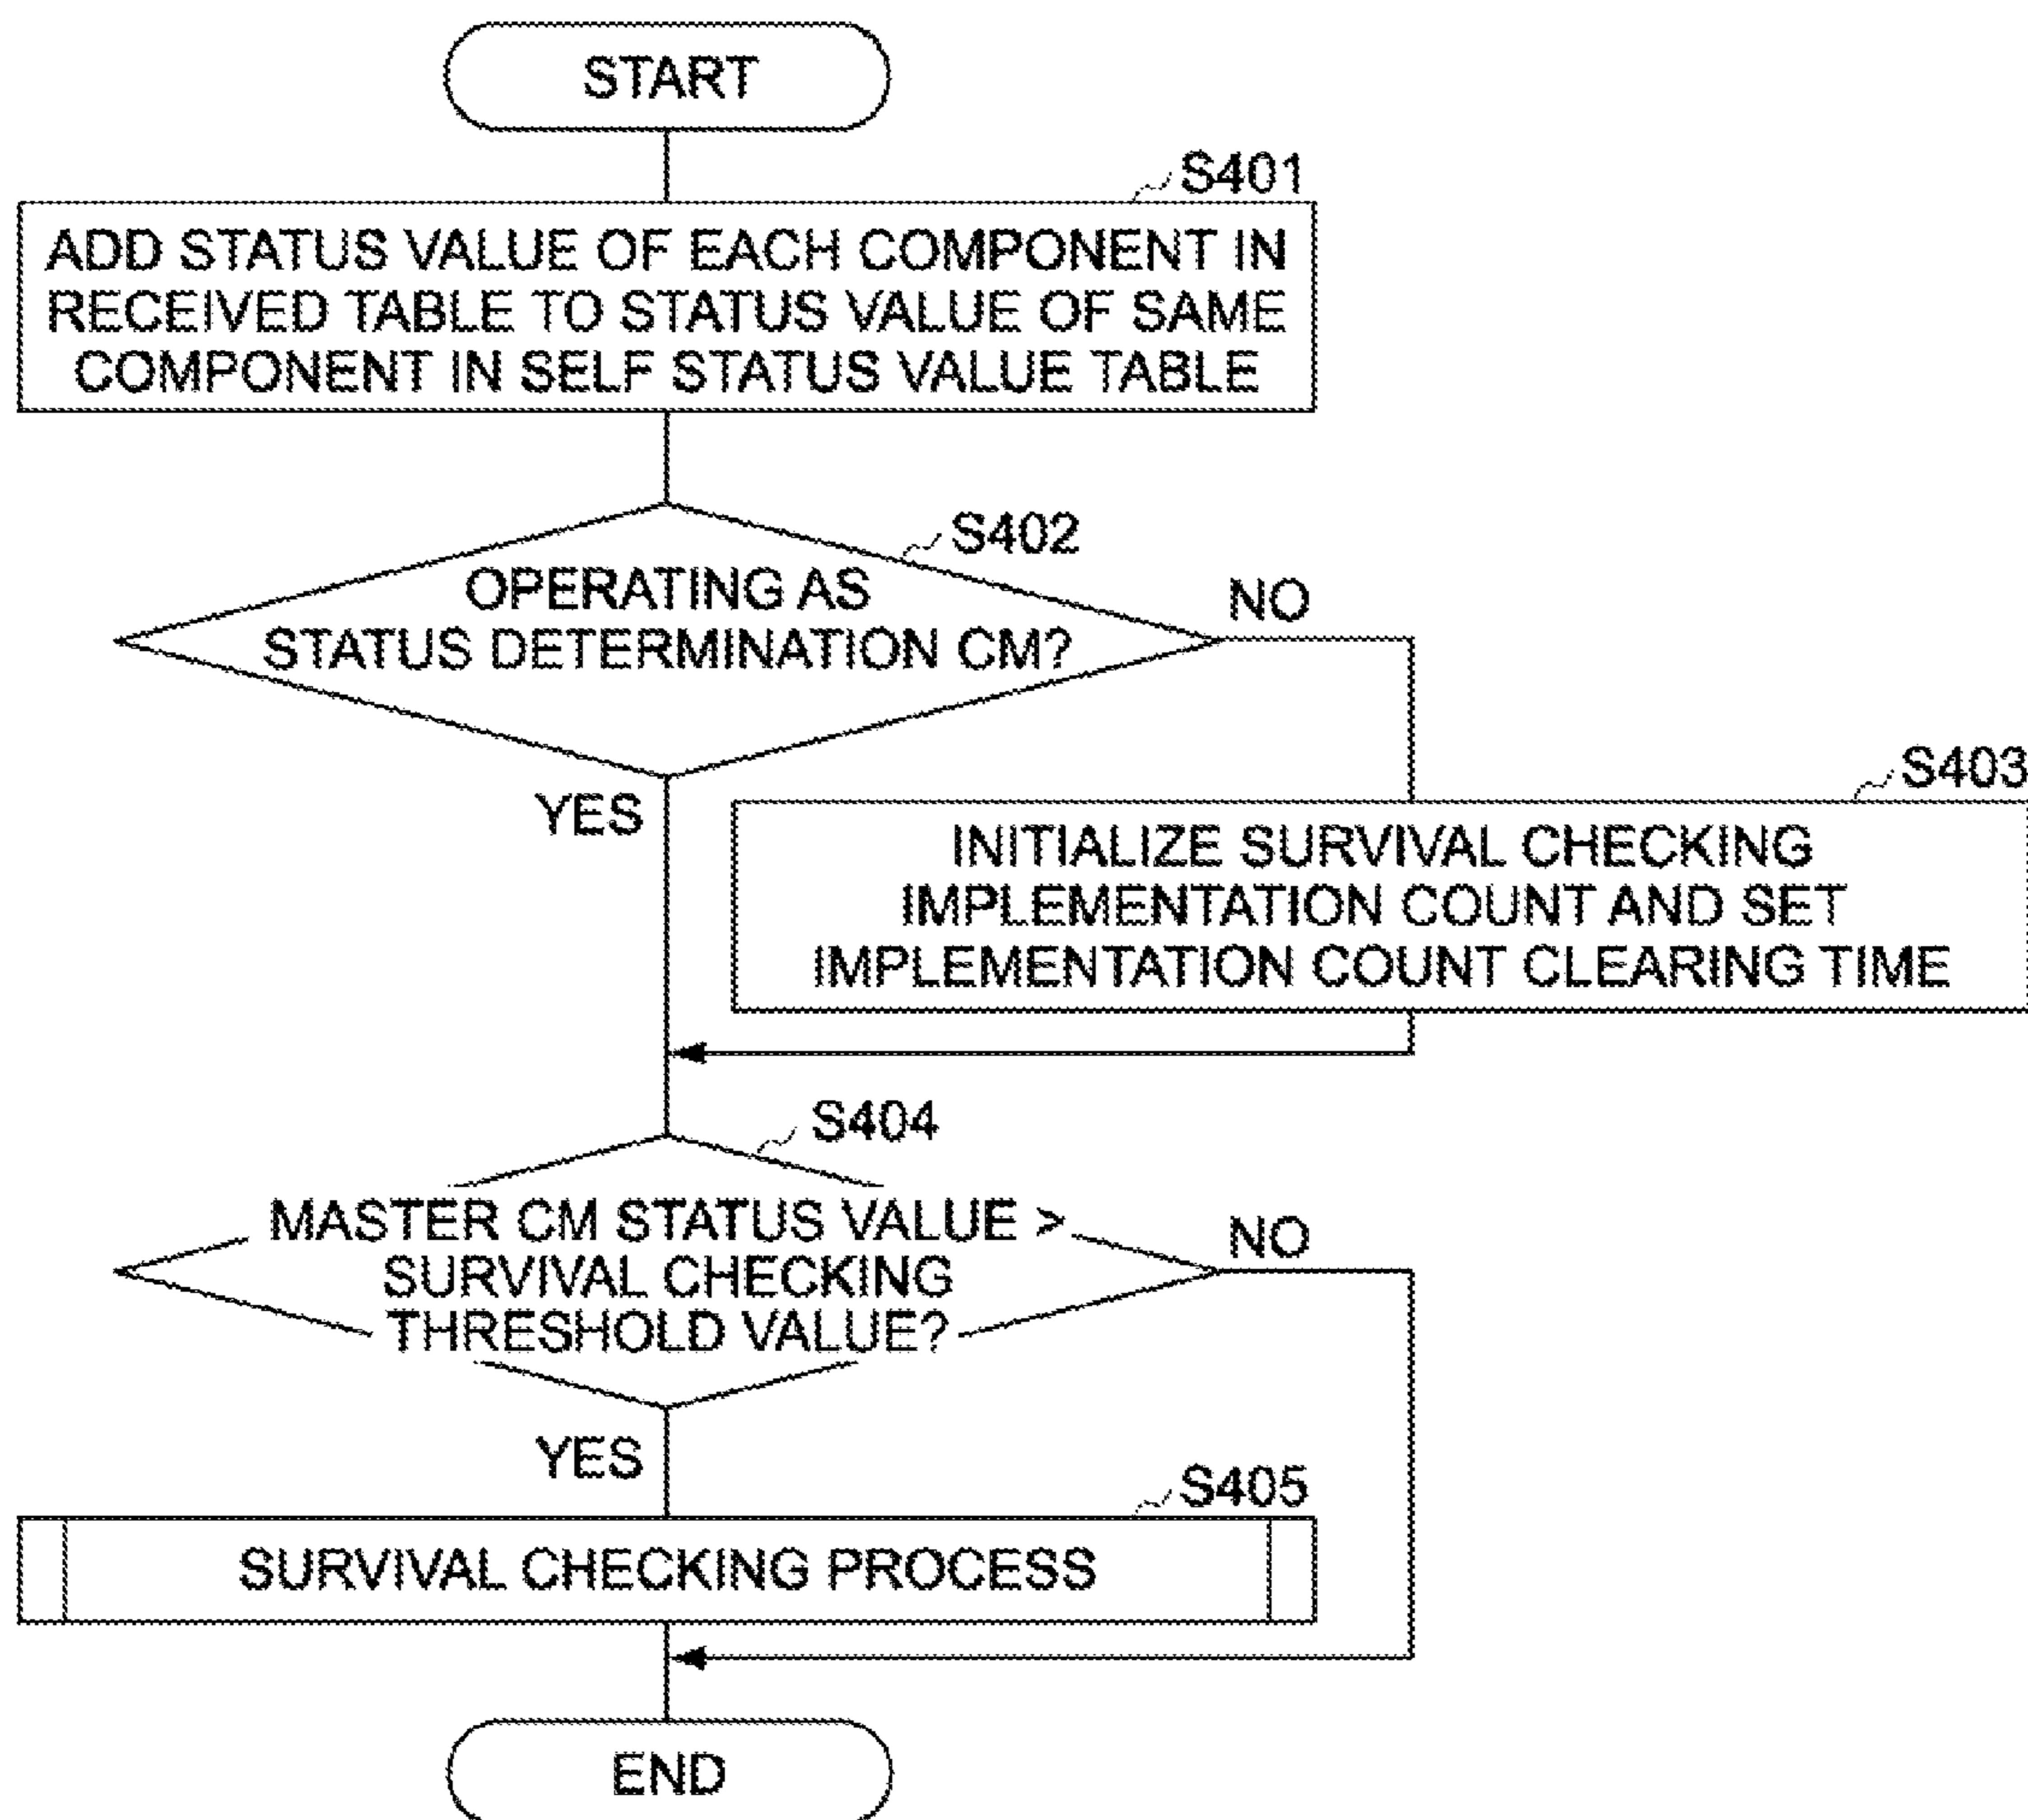 START
S401
ADD STATUS VALUE OF EACH COMPONENT IN
RECEIVED TABLE TO STATUS VALUE OF SAME
COMPONENT IN SELF STATUS VALUE TABLE
S402
OPERATING AS
STATUS DETERMINATION CM?
NO
YES
S403
INITIALIZE SURVIVAL CHECKING
IMPLEMENTATION COUNT AND SET
IMPLEMENTATION COUNT CLEARING TIME
S404
MASTER CM STATUS VALUE >
SURVIVAL CHECKING
THRESHOLD VALUE?
NO
YES
S405
SURVIVAL CHECKING PROCESS
END